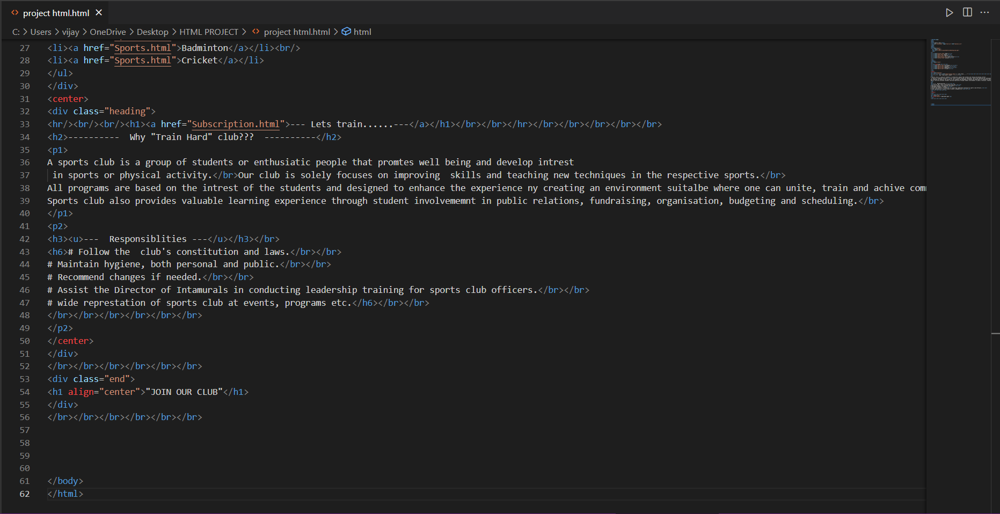 project html.html
C: > Users > vijay > OneDrive > Desktop > HTML PROJECT > project html.html > html
27 <li><a href="Sports.html">Badminton</a></li><br/>
28 <li><a href="Sports.html">Cricket</a></li>
29 </ul>
30 </div>
31 <center>
32 <div class="heading">
33 <hr/><br/><br/><h1><a href="Subscription.html">--- Lets train......---</a></h1></br></br></hr></br></br></br></br></br>
34 <h2>----------  Why "Train Hard" club???  ----------</h2>
35 <p1>
36 A sports club is a group of students or enthusiatic people that promtes well being and develop intrest
37  in sports or physical activity.</br>Our club is solely focuses on improving  skills and teaching new techniques in the respective sports.</br>
38 All programs are based on the intrest of the students and designed to enhance the experience ny creating an environment suitalbe where one can unite, train and achive com
39 Sports club also provides valuable learning experience through student involvememnt in public relations, fundraising, organisation, budgeting and scheduling.</br>
40 </p1>
41 <p2>
42 <h3><u>---  Responsiblities ---</u></h3></br>
43 <h6># Follow the  club's constitution and laws.</br></br>
44 # Maintain hygiene, both personal and public.</br></br>
45 # Recommend changes if needed.</br></br>
46 # Assist the Director of Intamurals in conducting leadership training for sports club officers.</br></br>
47 # wide represtation of sports club at events, programs etc.</h6></br></br>
48 </br></br></br></br></br></br>
49 </p2>
50 </center>
51 </div>
52 </br></br></br></br></br></br>
53 <div class="end">
54 <h1 align="center">"JOIN OUR CLUB"</h1>
55 </div>
56 </br></br></br></br></br></br>
57
58
59
60
61 </body>
62 </html>